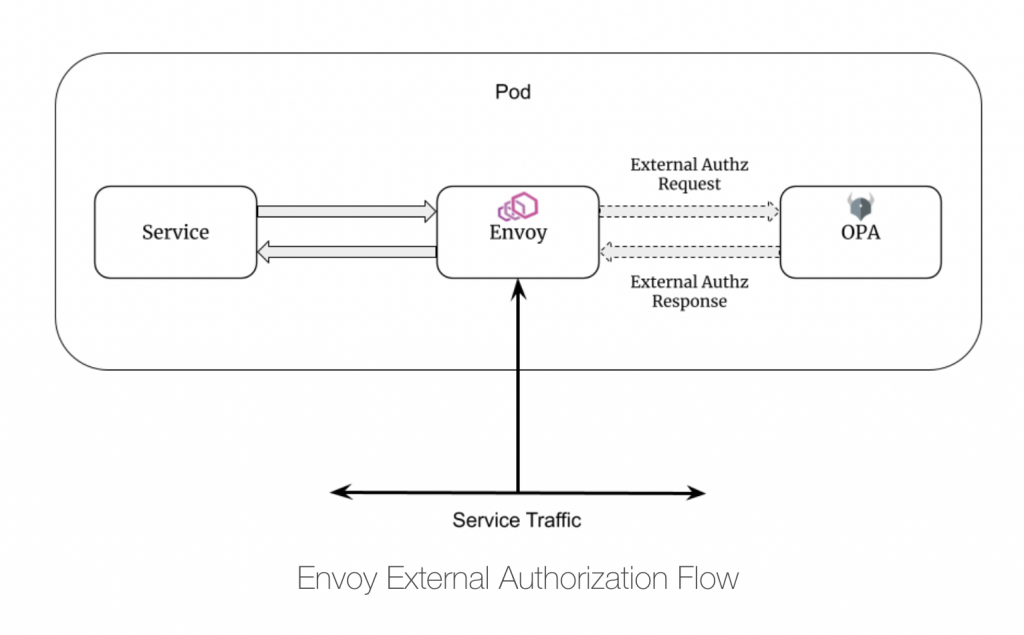 Pod
External Authz
Request
Service
Envoy
OPA
External Authz
Response
Service Traffic
Envoy External Authorization Flow